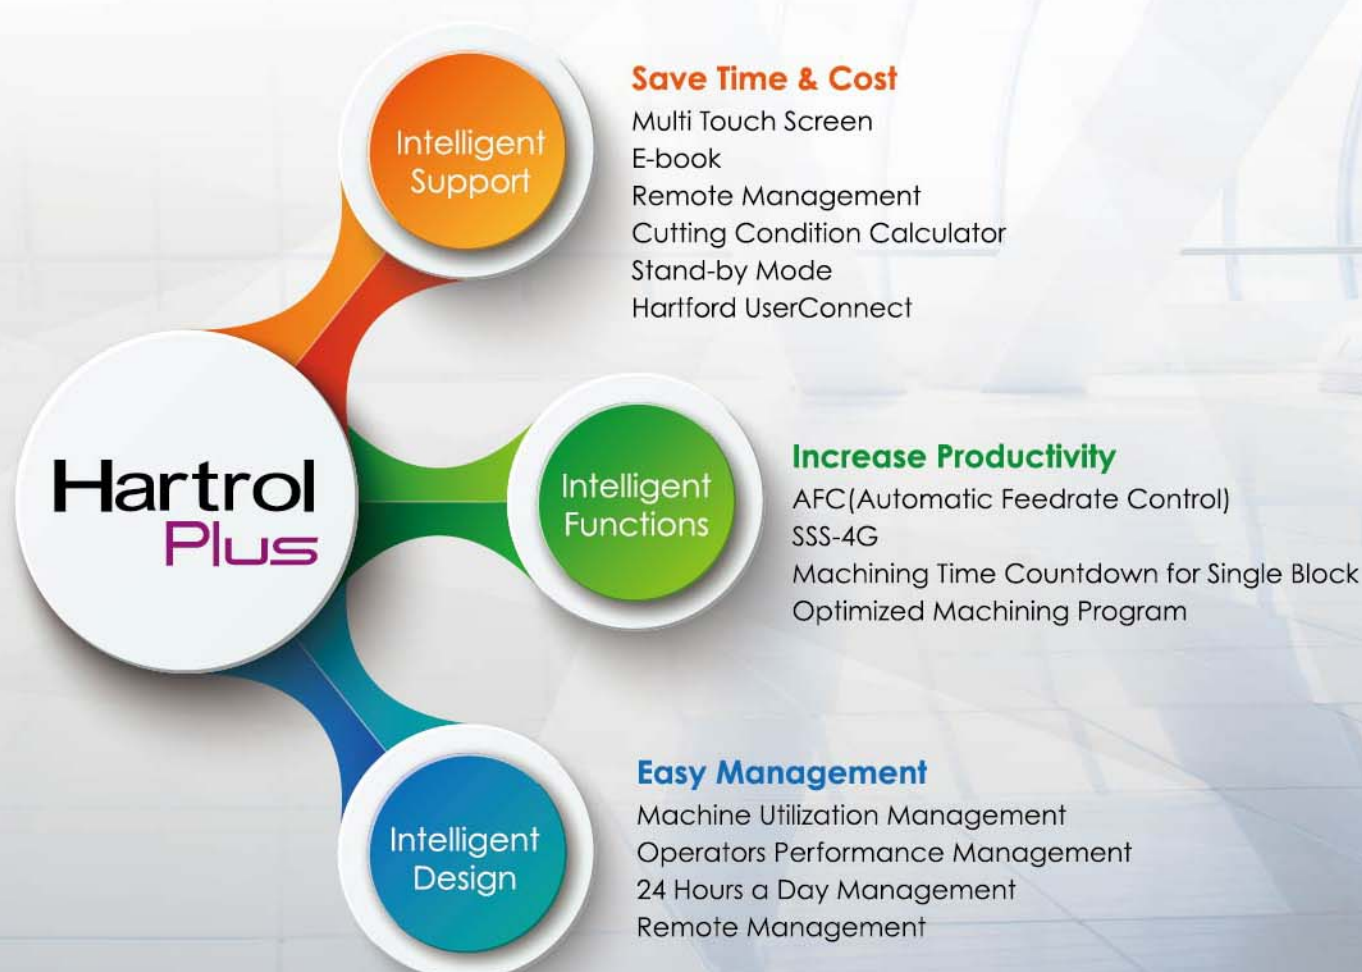 Intelligent
Support
Save Time & Cost
Multi Touch Screen
E-book
Remote Management
Cutting Condition Calculator
Stand-by Mode
Hartford UserConnect
Hartrol
Plus
Intelligent
Functions
Increase Productivity
AFC(Automatic Feedrate Control)
SSS-4G
Machining Time Countdown for Single Block
Optimized Machining Program
Intelligent
Design
Easy Management
Machine Utilization Management
Operators Performance Management
24 Hours a Day Management
Remote Management